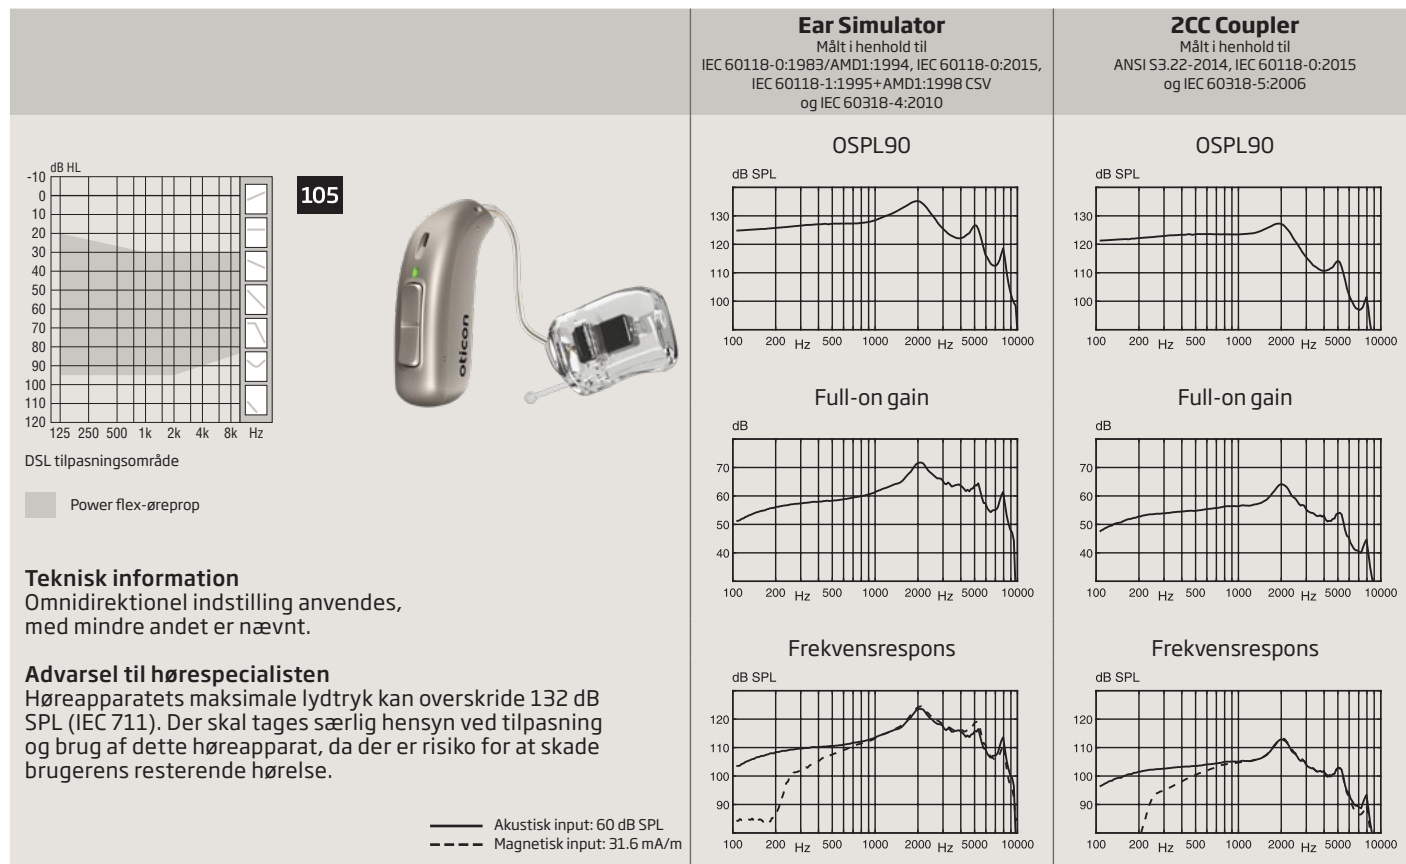 Ear Simulator
Målt i henhold til
IEC 60118-0:1983/AMD1:1994, IEC 60118-0:2015,
IEC 60118-1:1995+AMD1:1998 CSV
og IEC 60318-4:2010
2CC Coupler
Målt i henhold til
ANSI S3.22-2014, IEC 60118-0:2015
og IEC 60318-5:2006
dB HL
-10
0
10
20
30
40
50
60
70
80
90
100
110
120
125 250 500 1k 2k 4k 8k Hz
DSL tilpasningsområde
Power flex-øreprop
105
oticon
Teknisk information
Omnidirektionel indstilling anvendes,
med mindre andet er nævnt.
Advarsel til hørespecialisten
Høreapparatets maksimale lydtryk kan overskride 132 dB
SPL (IEC 711). Der skal tages særlig hensyn ved tilpasning
og brug af dette høreapparat, da der er risiko for at skade
brugerens resterende hørelse.
Akustisk input: 60 dB SPL
Magnetisk input: 31.6 mA/m
OSPL90
dB SPL
130
120
110
100
100 200 Hz 500 1000 2000 Hz 5000 10000
Full-on gain
dB
70
60
50
40
100 200 Hz 500 1000 2000 Hz 5000 10000
Frekvensrespons
dB SPL
120
110
100
90
100 200 Hz 500 1000 2000 Hz 5000 10000
OSPL90
dB SPL
130
120
110
100
100 200 Hz 500 1000 2000 Hz 5000 10000
Full-on gain
dB
70
60
50
40
100 200 Hz 500 1000 2000 Hz 5000 10000
Frekvensrespons
dB SPL
120
110
100
90
100 200 Hz 500 1000 2000 Hz 5000 10000